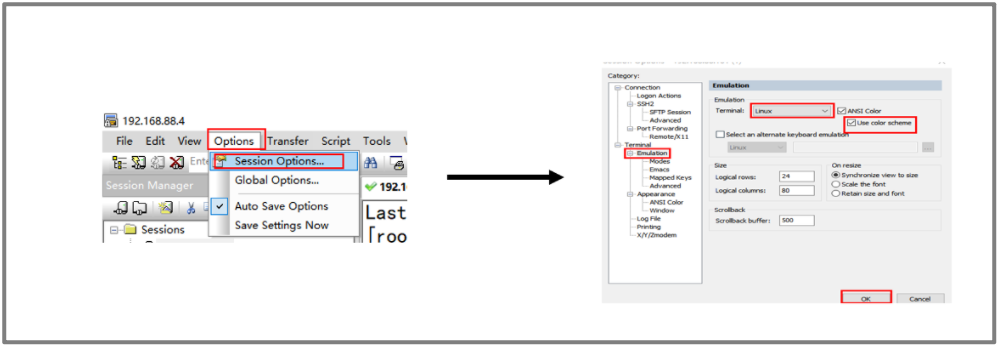 192.168.88.4
File Edit View Options Transfer Script Tools
Session Options...
Global Options...
Auto Save Options
Save Settings Now
Session Manager
Sessions
Ente
192.1
Last
[roo
Category:
Connection
Logon Actions
SSH2
SFTP Session
Advanced
Port Forwarding
Remote/X11
Terminal
Emulation
Modes
Emacs
Mapped Keys
Advanced
Appearance
ANSI Color
Window
Log File
Printing
X/Y/Zmodem
Emulation
Emulation
Terminal: Linux
ANSI Color
Use color scheme
Select an alternate keyboard emulation
Linux
...
Size
Logical rows: 24
Logical columns: 80
On resize
Synchronize view to size
Scale the font
Retain size and font
Scrollback
Scrollback buffer: 500
OK Cancel